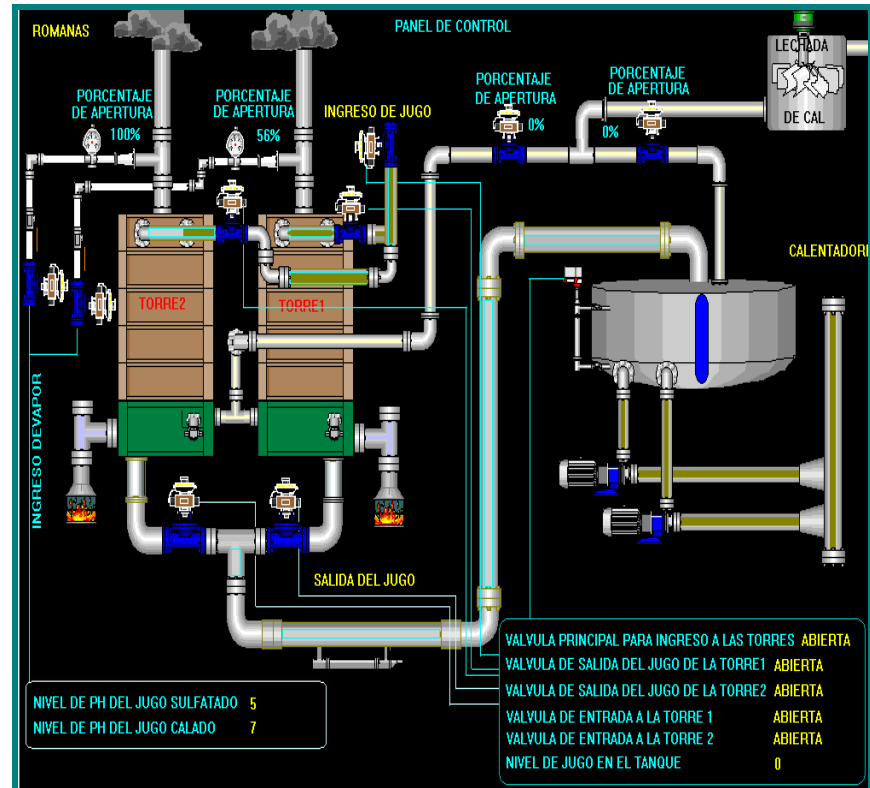 ROMANAS
PANEL DE CONTROL
LECHADA
DE CAL
PORCENTAJE
DE APERTURA
100%
PORCENTAJE
DE APERTURA
56%
INGRESO DE JUGO
PORCENTAJE
DE APERTURA
0%
PORCENTAJE
DE APERTURA
0%
CALENTADORE
TORRE2
TORRE1
INGRESO DEVAPOR
SALIDA DEL JUGO
NIVEL DE PH DEL JUGO SULFATADO 5
NIVEL DE PH DEL JUGO CALADO 7
VALVULA PRINCIPAL PARA INGRESO A LAS TORRES ABIERTA
VALVULA DE SALIDA DEL JUGO DE LA TORRE1 ABIERTA
VALVULA DE SALIDA DEL JUGO DE LA TORRE2 ABIERTA
VALVULA DE ENTRADA A LA TORRE 1 ABIERTA
VALVULA DE ENTRADA A LA TORRE 2 ABIERTA
NIVEL DE JUGO EN EL TANQUE 0